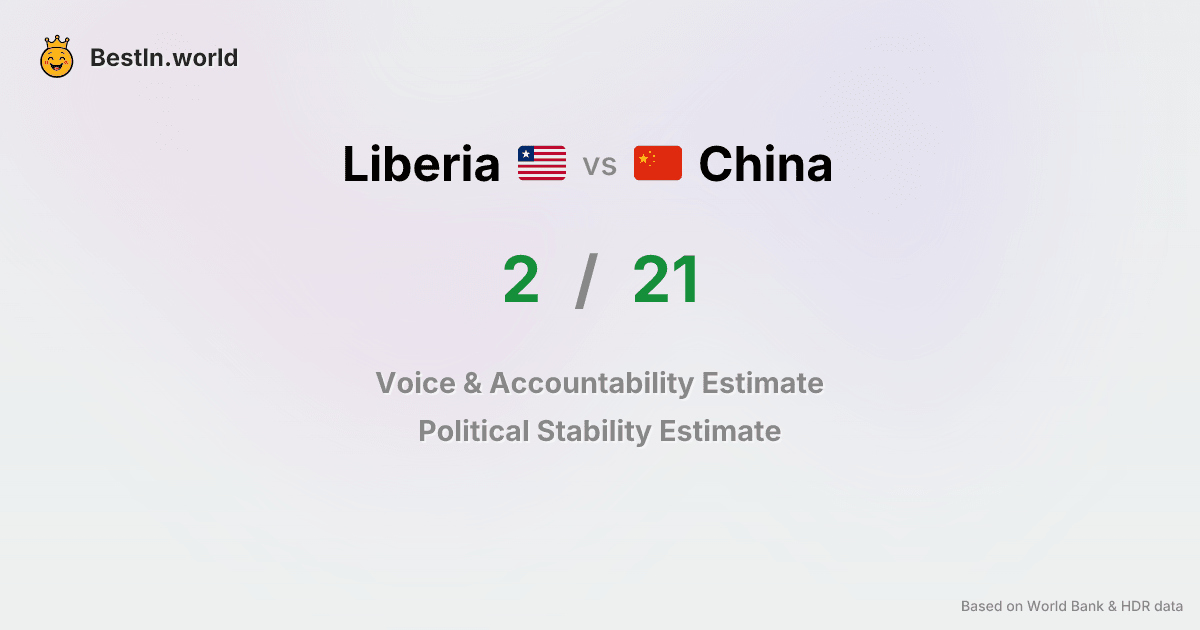 BestIn.world
Liberia vs China
2 / 21
Voice & Accountability Estimate
Political Stability Estimate
Based on World Bank & HDR data